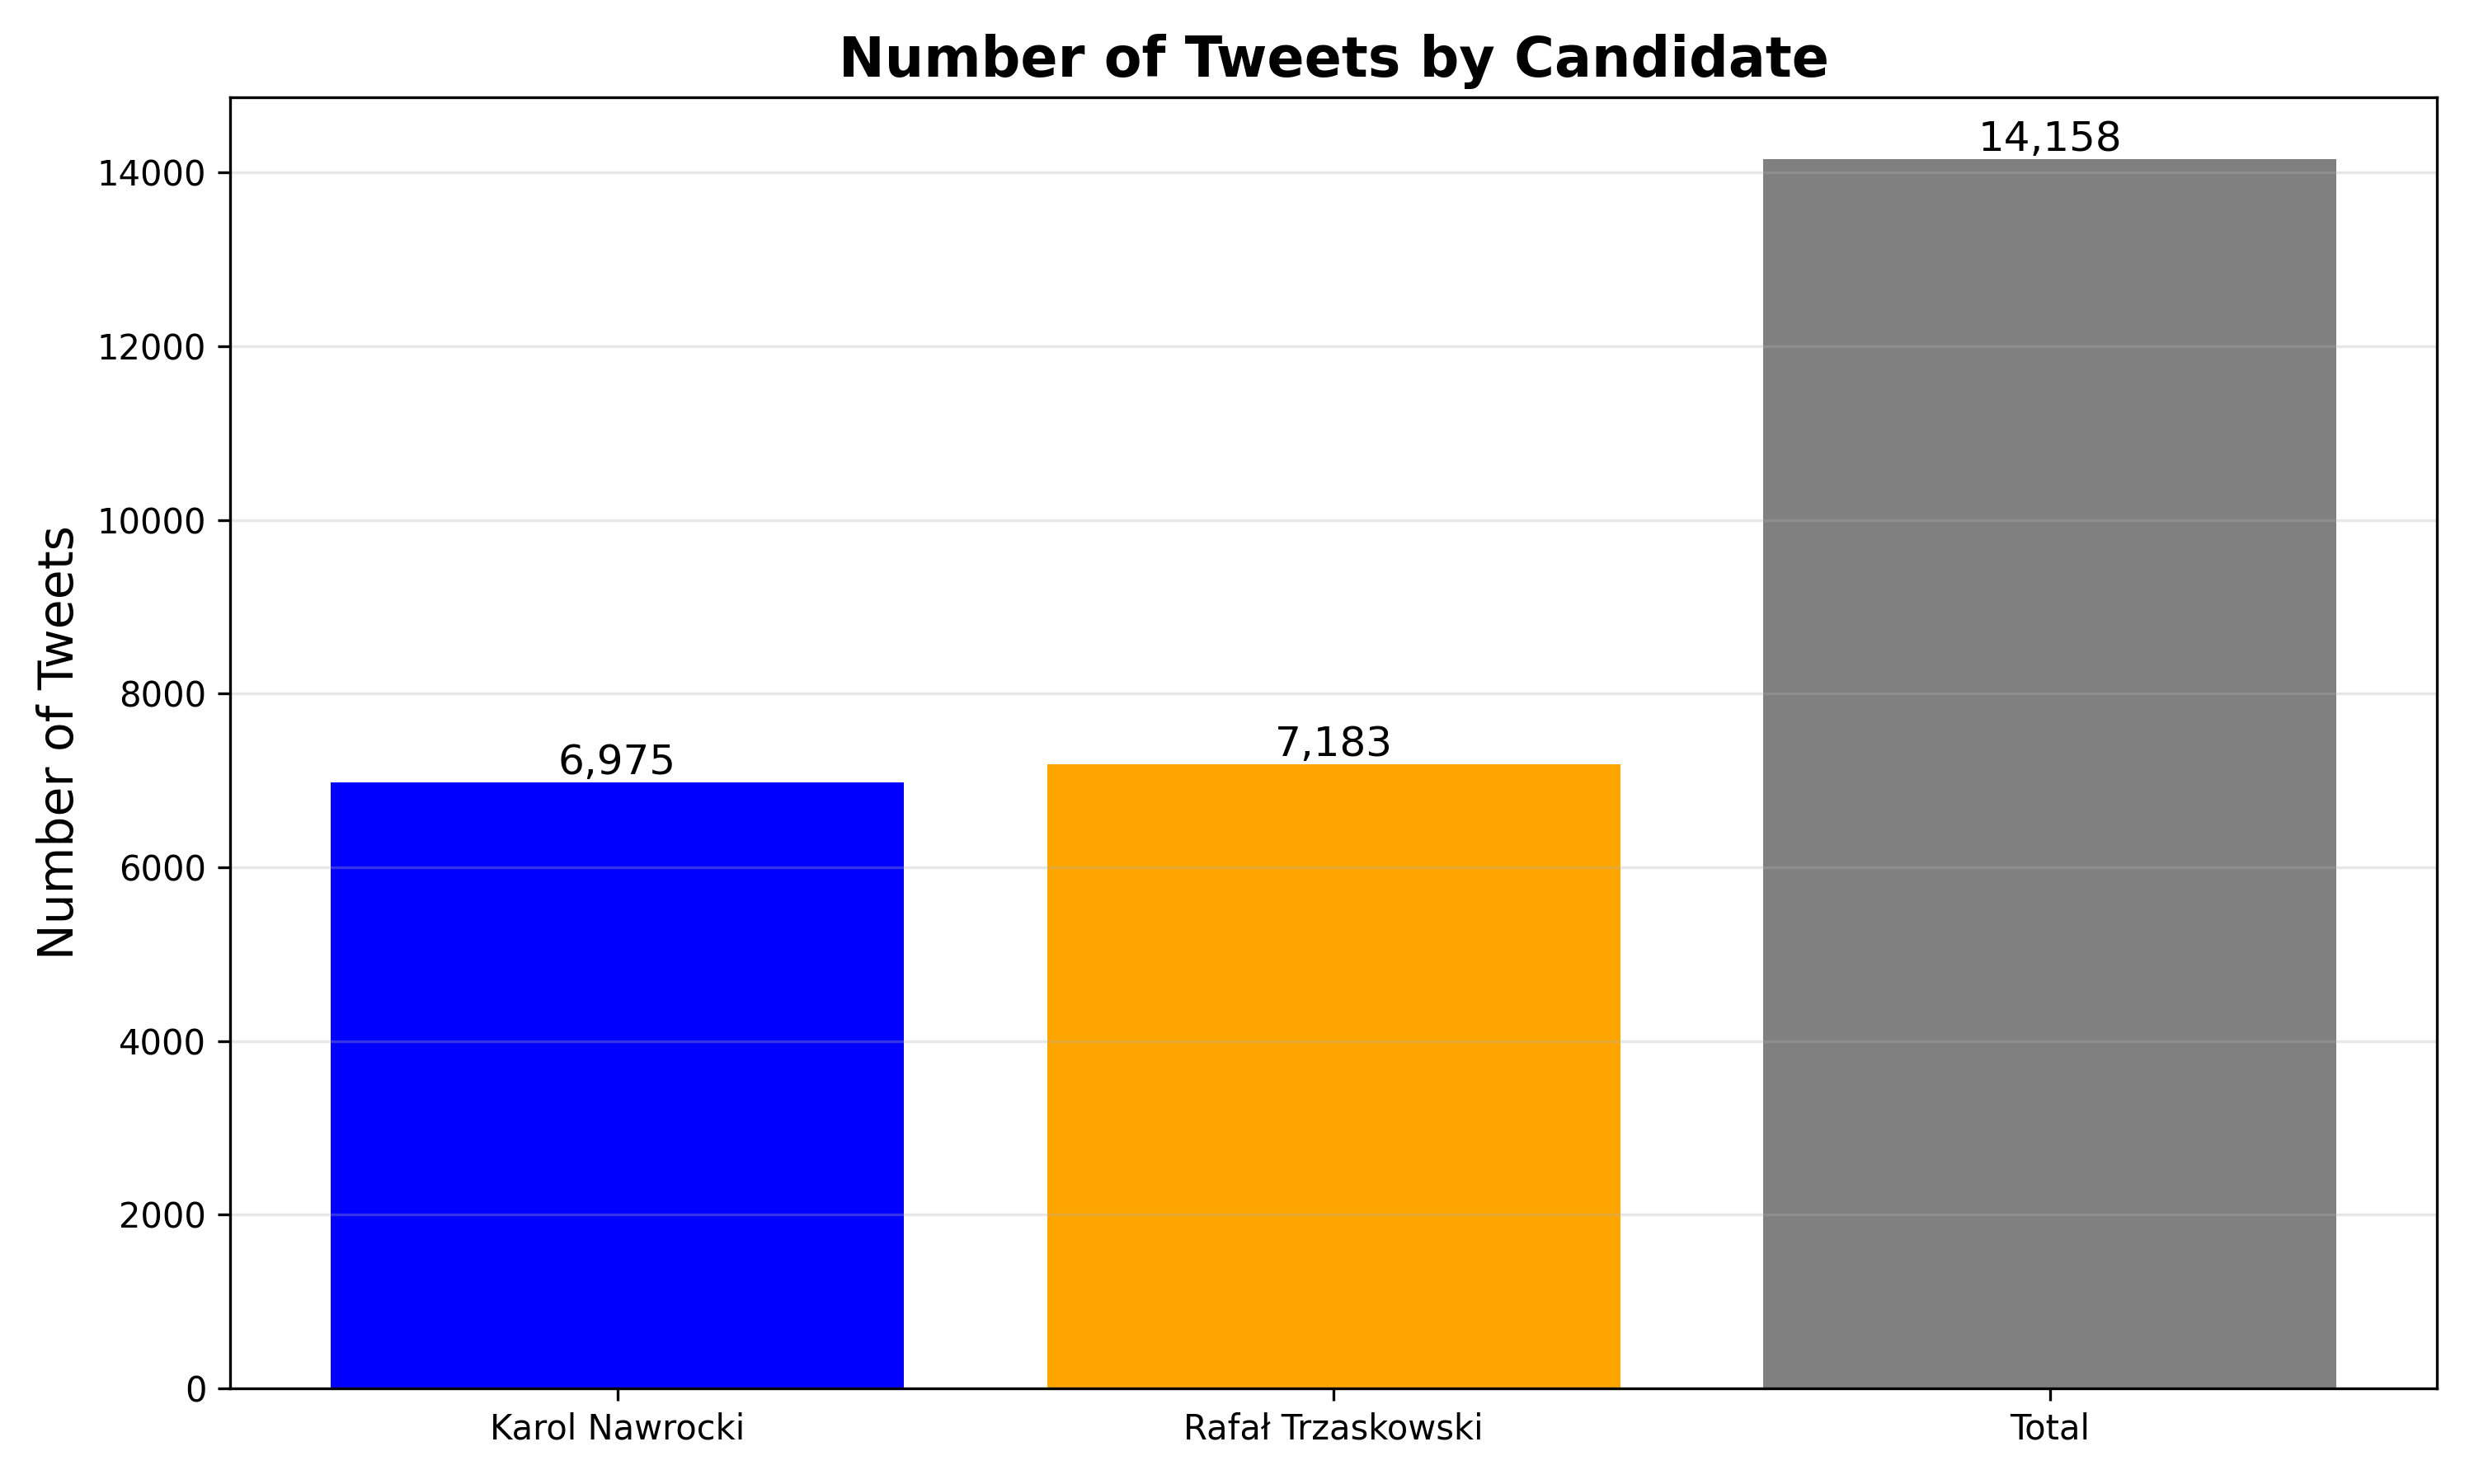 Number of Tweets by Candidate
Number of Tweets
14000
12000
10000
8000
6000
4000
2000
0
6,975
7,183
14,158
Karol Nawrocki
Rafał Trzaskowski
Total